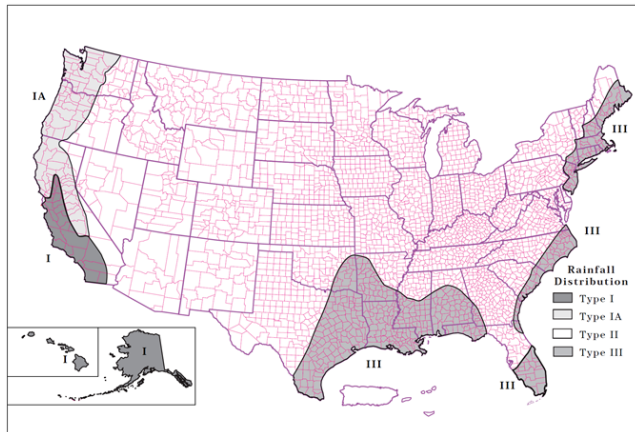 IA
III
III
I
Rainfall
Distribution
Type I
Type IA
Type II
Type III
I
I
III
III